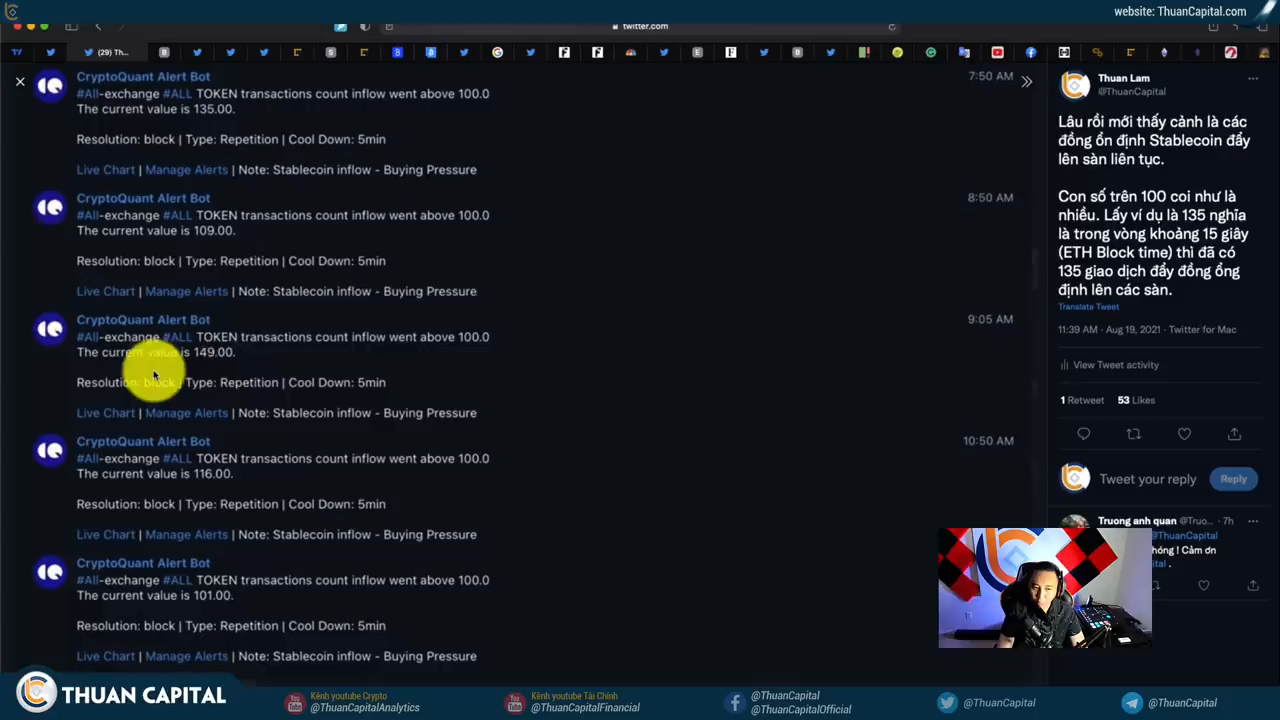 website: ThuanCapital.com
twitter.com
(29) Th...
CryptoQuant Alert Bot
7:50 AM
#All-exchange #ALL TOKEN transactions count inflow went above 100.0
The current value is 135.00.
Resolution: block | Type: Repetition | Cool Down: 5min
Live Chart | Manage Alerts | Note: Stablecoin inflow - Buying Pressure
CryptoQuant Alert Bot
8:50 AM
#All-exchange #ALL TOKEN transactions count inflow went above 100.0
The current value is 109.00.
Resolution: block | Type: Repetition | Cool Down: 5min
Live Chart | Manage Alerts | Note: Stablecoin inflow - Buying Pressure
CryptoQuant Alert Bot
9:05 AM
#All-exchange #ALL TOKEN transactions count inflow went above 100.0
The current value is 149.00.
Resolution: block | Type: Repetition | Cool Down: 5min
Live Chart | Manage Alerts | Note: Stablecoin inflow - Buying Pressure
CryptoQuant Alert Bot
10:50 AM
#All-exchange #ALL TOKEN transactions count inflow went above 100.0
The current value is 116.00.
Resolution: block | Type: Repetition | Cool Down: 5min
Live Chart | Manage Alerts | Note: Stablecoin inflow - Buying Pressure
CryptoQuant Alert Bot
#All-exchange #ALL TOKEN transactions count inflow went above 100.0
The current value is 101.00.
Resolution: block | Type: Repetition | Cool Down: 5min
Live Chart | Manage Alerts | Note: Stablecoin inflow - Buying Pressure
Thuan Lam
@ThuanCapital
Lâu rồi mới thấy cảnh là các
đồng ổn định Stablecoin đẩy
lên sàn liên tục.
Con số trên 100 coi như là
nhiều. Lấy ví dụ là 135 nghĩa
là trong vòng khoảng 15 giây
(ETH Block time) thì đã có
135 giao dịch đẩy đồng ổng
định lên các sàn.
Translate Tweet
11:39 AM · Aug 19, 2021 · Twitter for Mac
View Tweet activity
1 Retweet 53 Likes
Tweet your reply
Reply
Truong anh quan @Truo... · 7h
@ThuanCapital
hóng ! Cảm ơn
THUAN CAPITAL
Kênh youtube Crypto
@ThuanCapitalAnalytics
Kênh youtube Tài Chính
@ThuanCapitalFinancial
@ThuanCapital
@ThuanCapitalOfficial
@ThuanCapital
@ThuanCapital